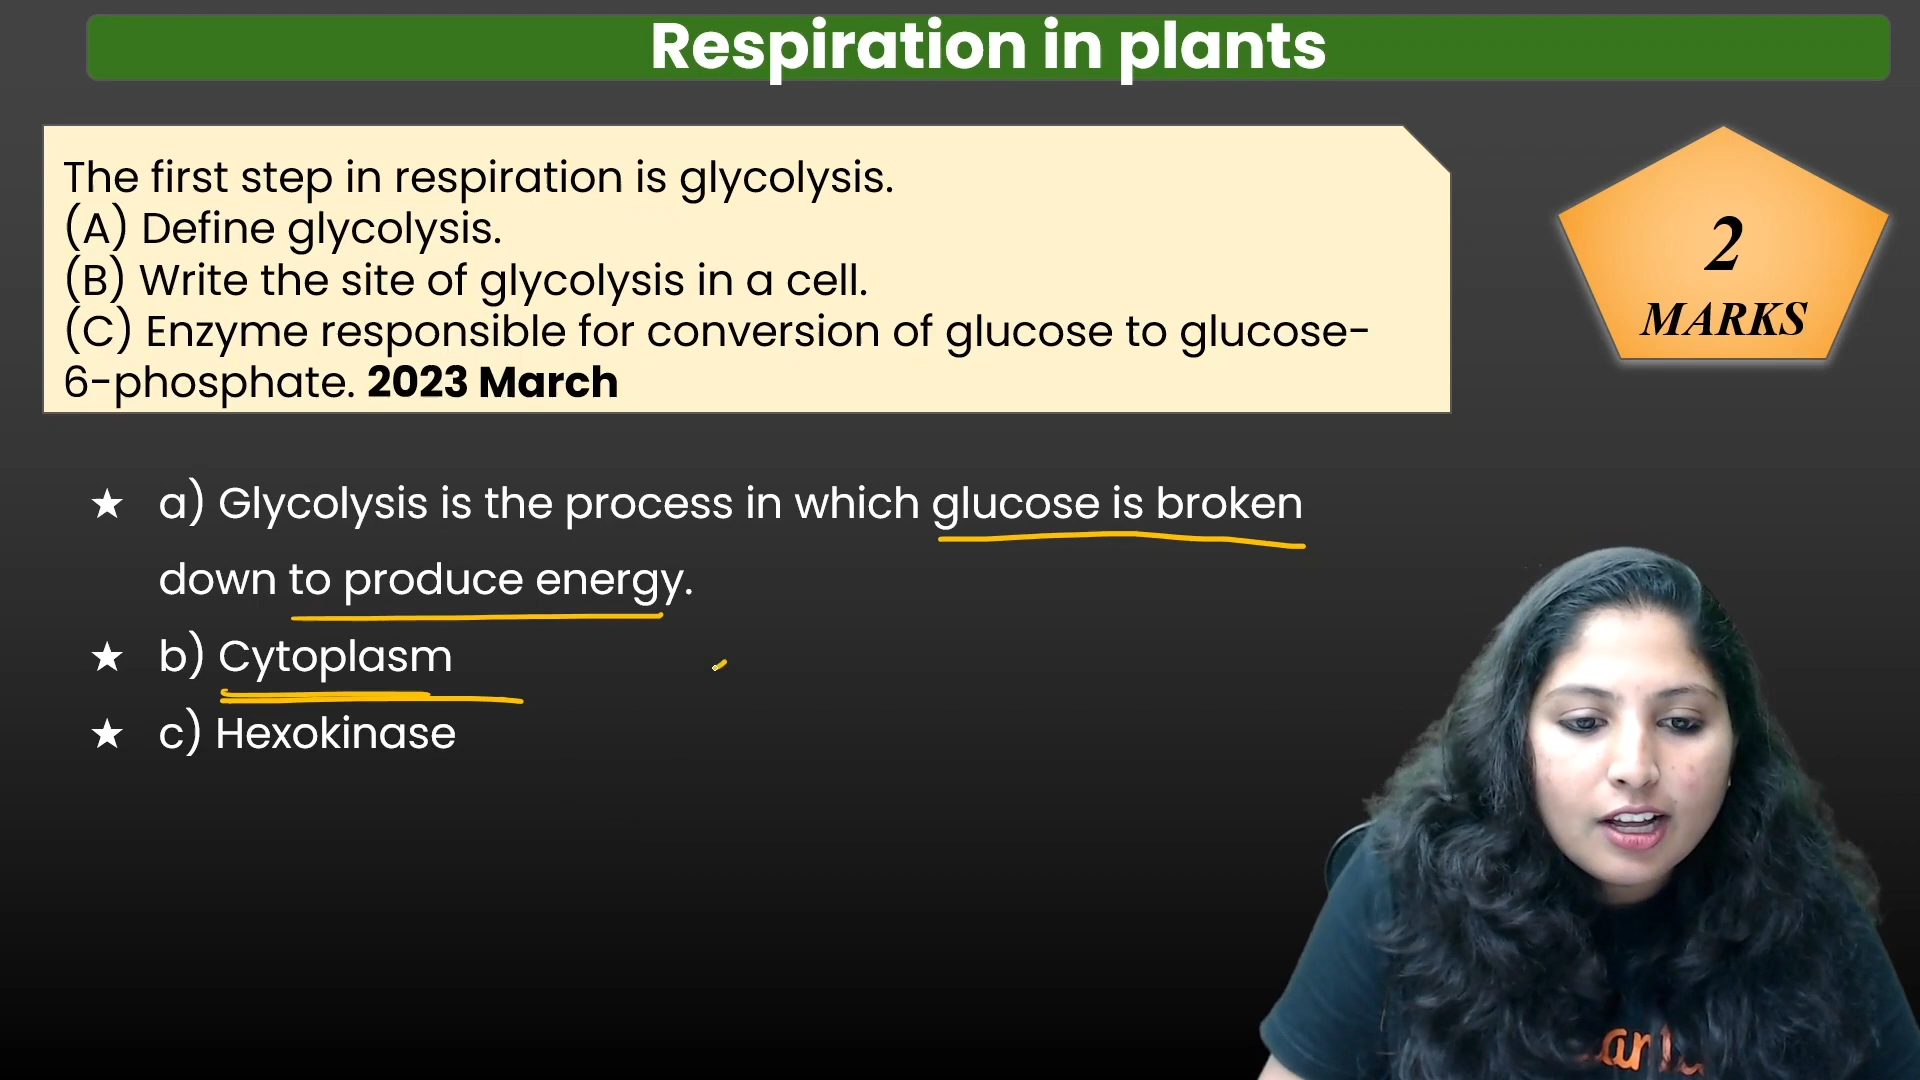 Respiration in plants
The first step in respiration is glycolysis.
(A) Define glycolysis.
(B) Write the site of glycolysis in a cell.
(C) Enzyme responsible for conversion of glucose to glucose-
6-phosphate. 2023 March
2
MARKS
★ a) Glycolysis is the process in which glucose is broken
down to produce energy.
★ b) Cytoplasm
★ c) Hexokinase